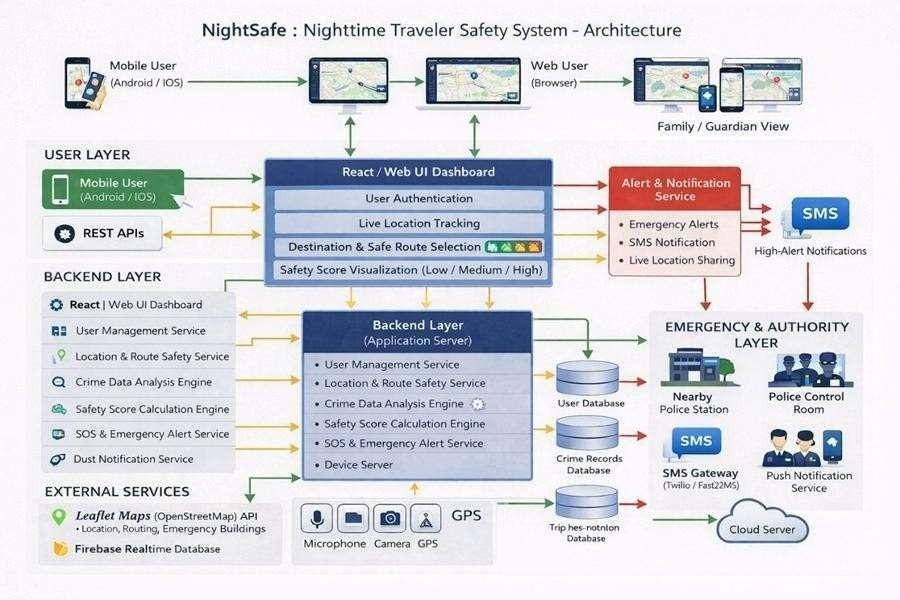 NightSafe : Nighttime Traveler Safety System - Architecture
Mobile User
(Android / IOS)
Web User
(Browser)
Family / Guardian View
USER LAYER
Mobile User
(Android / IOS)
REST APIs
React / Web UI Dashboard
User Authentication
Live Location Tracking
Destination & Safe Route Selection
Safety Score Visualization (Low / Medium / High)
Alert & Notification
Service
• Emergency Alerts
• SMS Notification
• Live Location Sharing
SMS
High-Alert Notifications
BACKEND LAYER
React | Web UI Dashboard
User Management Service
Location & Route Safety Service
Crime Data Analysis Engine
Safety Score Calculation Engine
SOS & Emergency Alert Service
Dust Notification Service
Backend Layer
(Application Server)
• User Management Service
• Location & Route Safety Service
• Crime Data Analysis Engine
• Safety Score Calculation Engine
• SOS & Emergency Alert Service
• Device Server
User Database
Crime Records
Database
Trip hes-notnlon
Database
EMERGENCY & AUTHORITY
LAYER
Nearby
Police Station
Police Control
Room
SMS
SMS Gateway
(Twilio / Fast22MS)
Push Notification
Service
Cloud Server
EXTERNAL SERVICES
Leaflet Maps (OpenStreetMap) API
• Location, Routing, Emergency Buildings
Firebase Realtime Database
GPS
Microphone
Camera
GPS